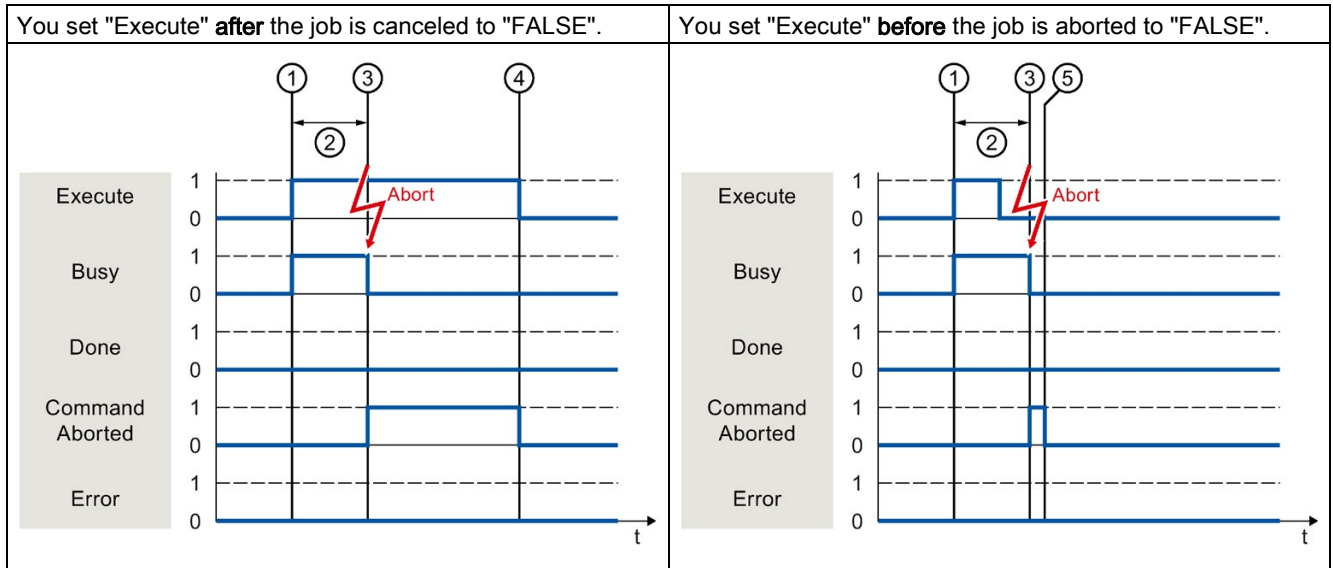 You set "Execute" after the job is canceled to "FALSE".
You set "Execute" before the job is aborted to "FALSE".
1 3 4
2
Execute 1 0 Abort
Busy 1 0
Done 1 0
Command Aborted 1 0
Error 1 0
t
1 3 5
2
Execute 1 0 Abort
Busy 1 0
Done 1 0
Command Aborted 1 0
Error 1 0
t